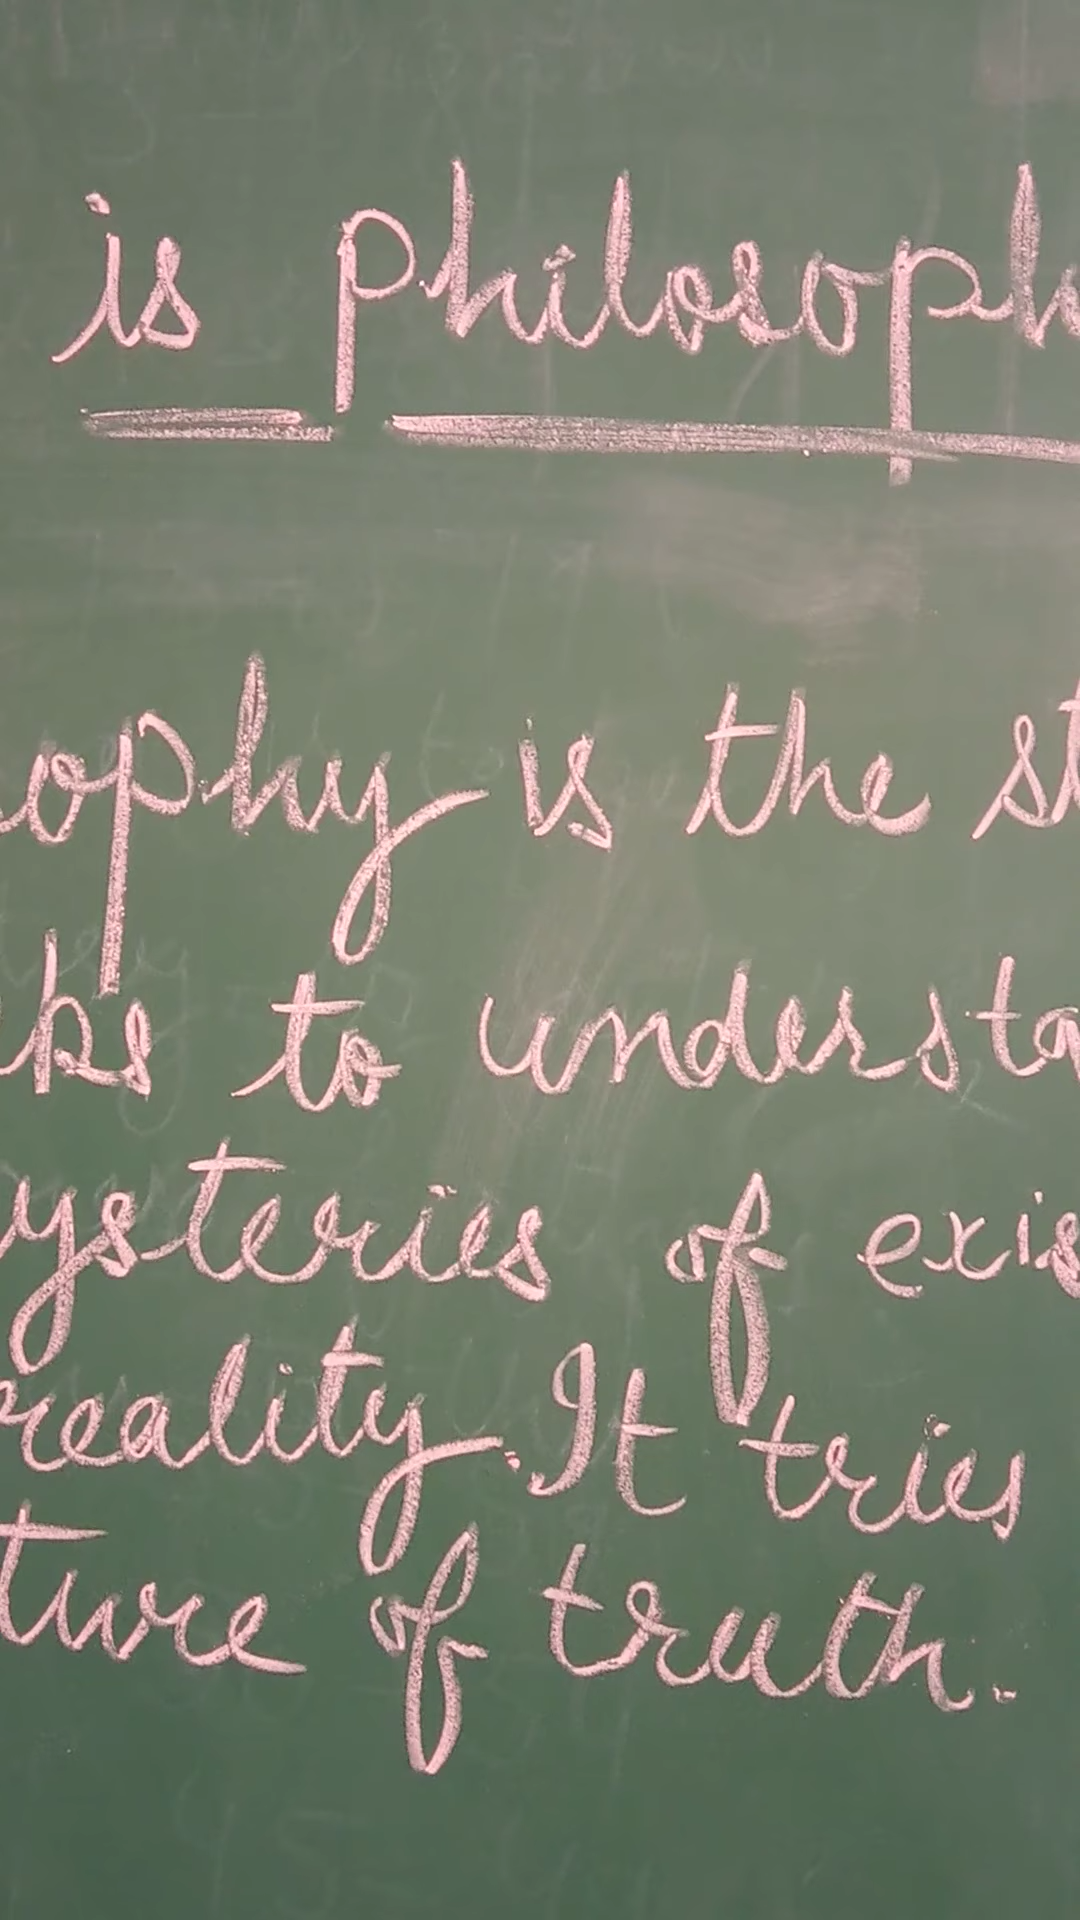 is philosoph
ophy is the st
ks to understa
ysteries of exis
reality. It tries
ture of truth.